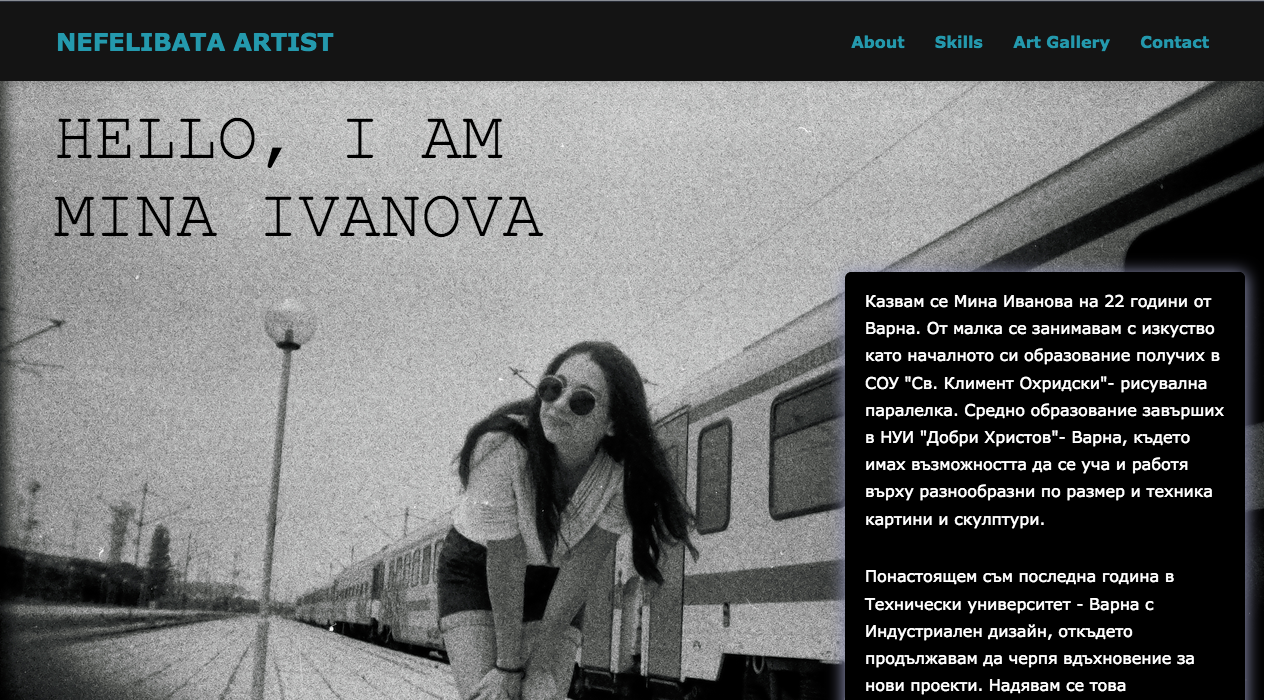 NEFELIBATA ARTIST
About Skills Art Gallery Contact
HELLO, I AM
MINA IVANOVA
Казвам се Мина Иванова на 22 години от
Варна. От малка се занимавам с изкуство
като началното си образование получих в
СОУ "Св. Климент Охридски"- рисувална
паралелка. Средно образование завърших
в НУИ "Добри Христов"- Варна, където
имах възможността да се уча и работя
върху разнообразни по размер и техника
картини и скулптури.
Понастоящем съм последна година в
Технически университет - Варна с
Индустриален дизайн, откъдето
продължавам да черпя вдъхновение за
нови проекти. Надявам се това